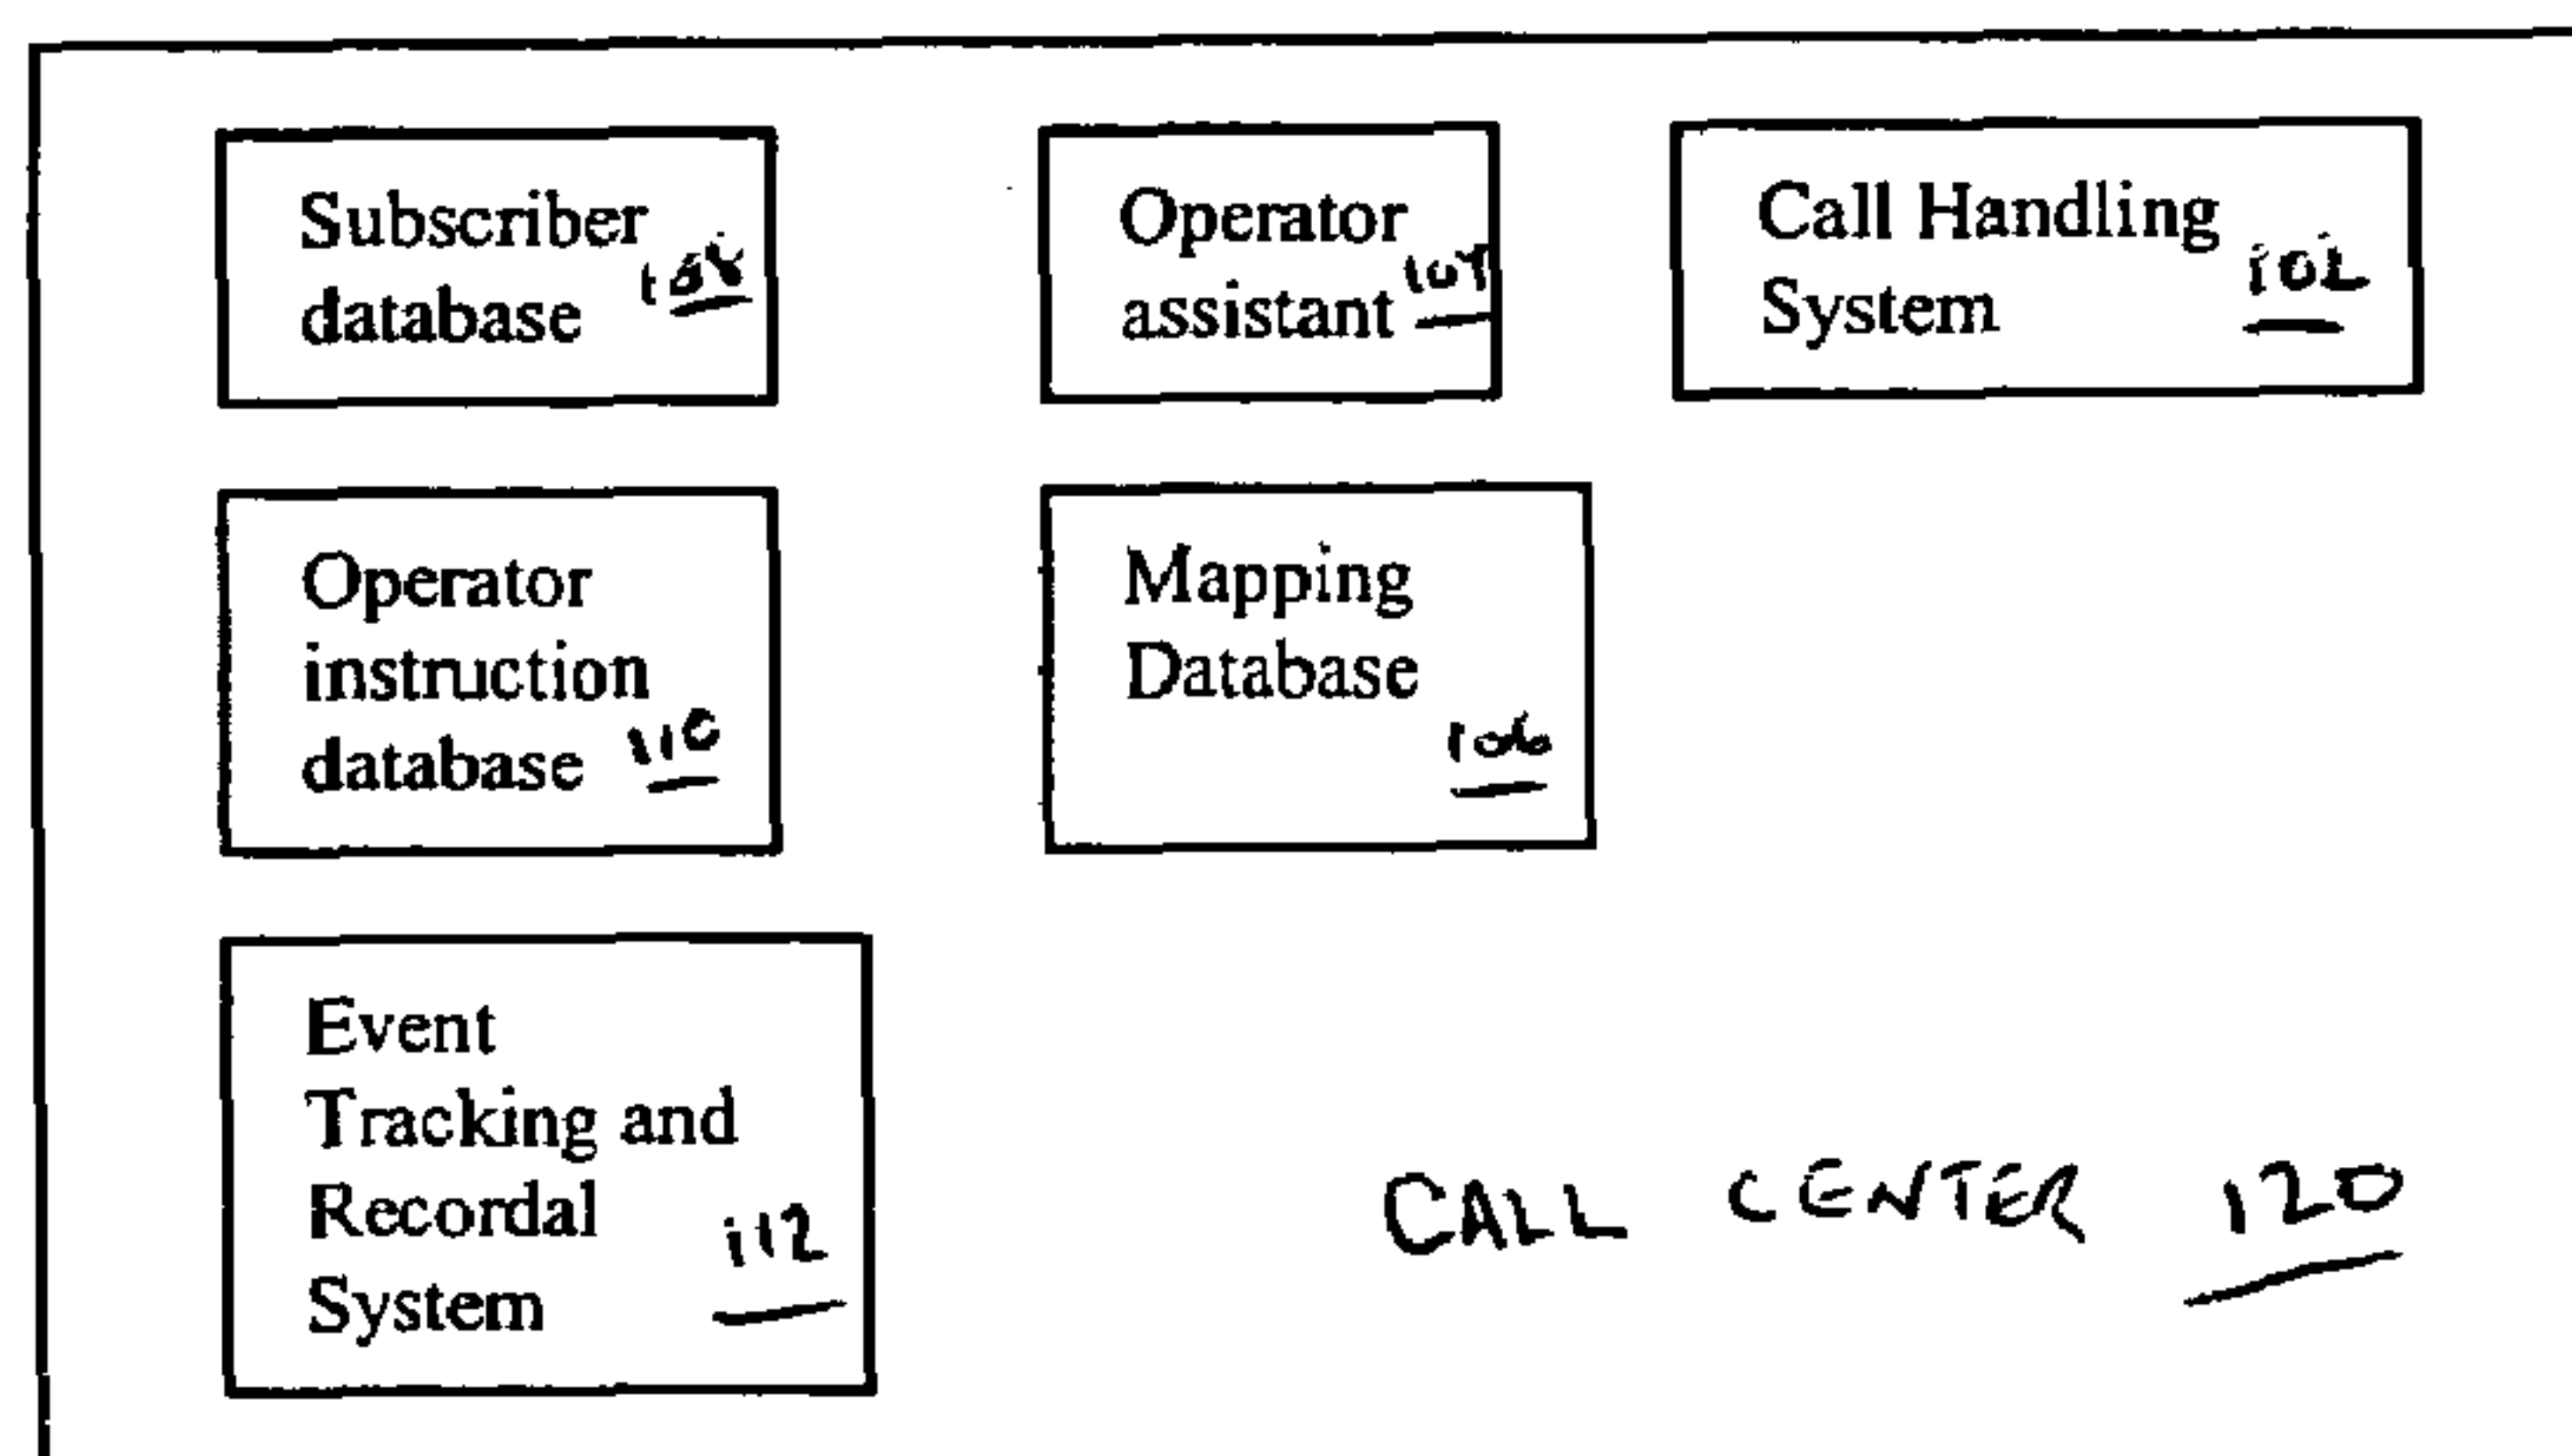 Subscriber
database 108
Operator
assistant
Call Handling
System 102
Operator
instruction
database 110
Mapping
Database
106
Event
Tracking and
Recordal
System 112
CALL CENTER 120